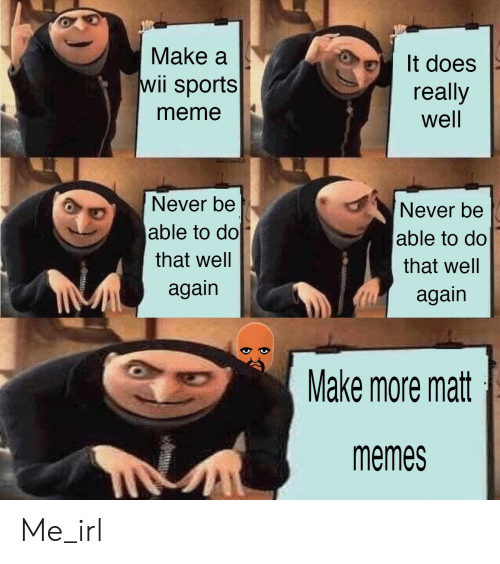 Make a
wii sports
meme
It does
really
well
Never be
able to do
that well
again
Never be
able to do
that well
again
Make more matt
memes
Me_irl